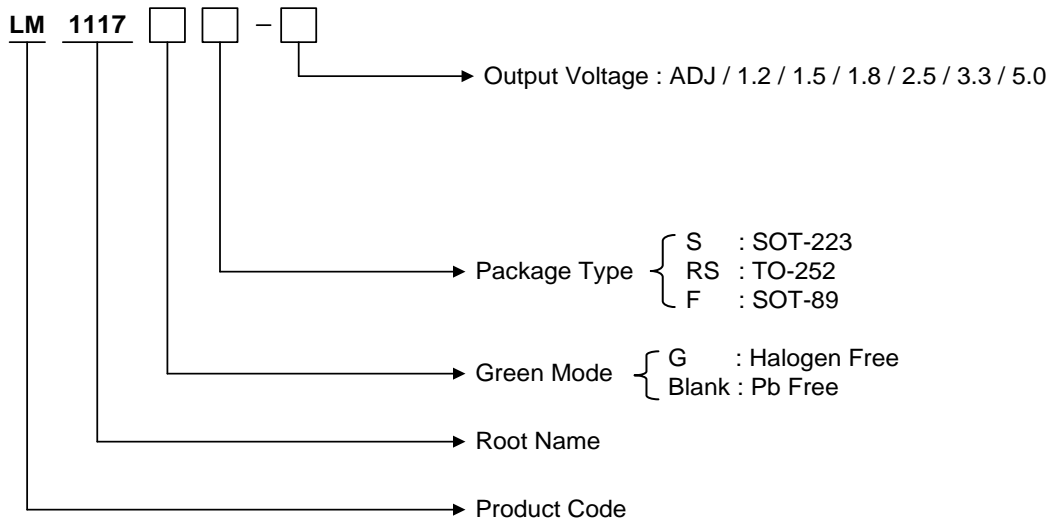 LM 1117 –
Output Voltage : ADJ / 1.2 / 1.5 / 1.8 / 2.5 / 3.3 / 5.0
Package Type
S : SOT-223
RS : TO-252
F : SOT-89
Green Mode
G : Halogen Free
Blank : Pb Free
Root Name
Product Code